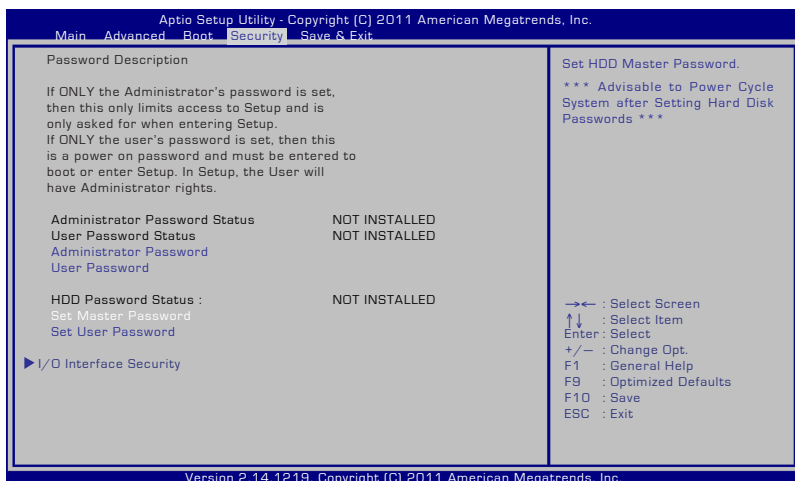 Aptio Setup Utility - Copyright (C) 2011 American Megatrends, Inc.
Main Advanced Boot Security Save & Exit
Password Description
If ONLY the Administrator's password is set,
then this only limits access to Setup and is
only asked for when entering Setup.
If ONLY the user's password is set, then this
is a power on password and must be entered to
boot or enter Setup. In Setup, the User will
have Administrator rights.
Administrator Password Status NOT INSTALLED
User Password Status NOT INSTALLED
Administrator Password
User Password
HDD Password Status : NOT INSTALLED
Set Master Password
Set User Password
I/O Interface Security
Set HDD Master Password.
*** Advisable to Power Cycle
System after Setting Hard Disk
Passwords ***
→← : Select Screen
↑↓ : Select Item
Enter : Select
+/— : Change Opt.
F1 : General Help
F9 : Optimized Defaults
F10 : Save
ESC : Exit
Version 2.14.1219. Copyright (C) 2011 American Megatrends, Inc.